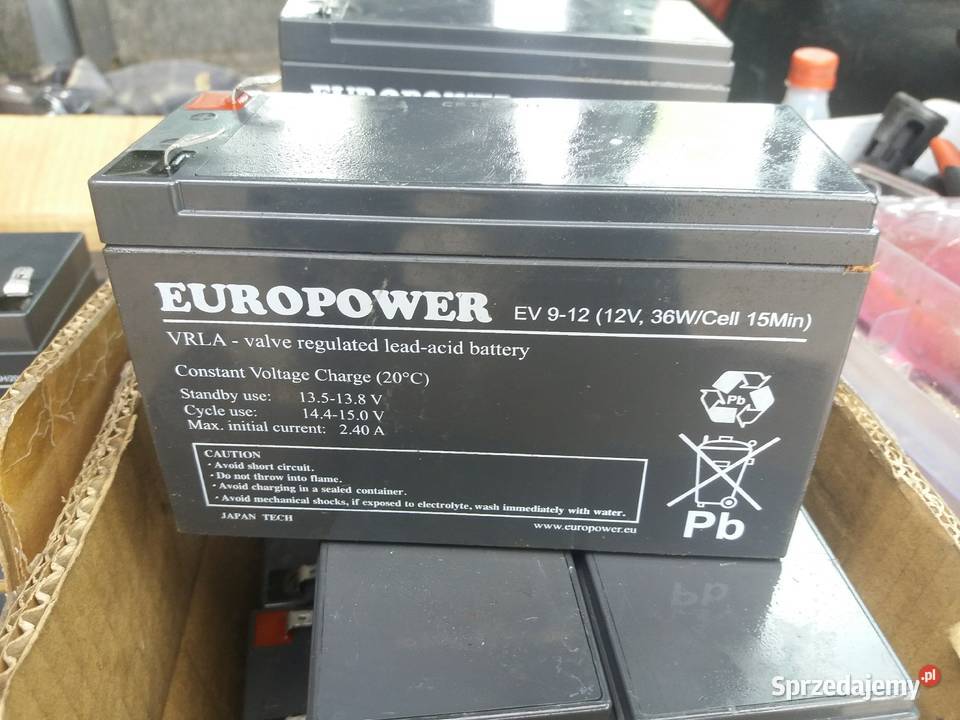 EUROPOWER
EUROPOWER EV 9-12 (12V, 36W/Cell 15Min)
VRLA - valve regulated lead-acid battery
Constant Voltage Charge (20°C)
Standby use: 13.5-13.8 V
Cycle use: 14.4-15.0 V
Max. initial current: 2.40 A
Pb
CAUTION
· Avoid short circuit.
· Do not throw into flame.
· Avoid charging in a sealed container.
· Avoid mechanical shocks, if exposed to electrolyte, wash immediately with water.
JAPAN TECH
www.europower.eu
Pb
Pb
Sprzedajemy.pl